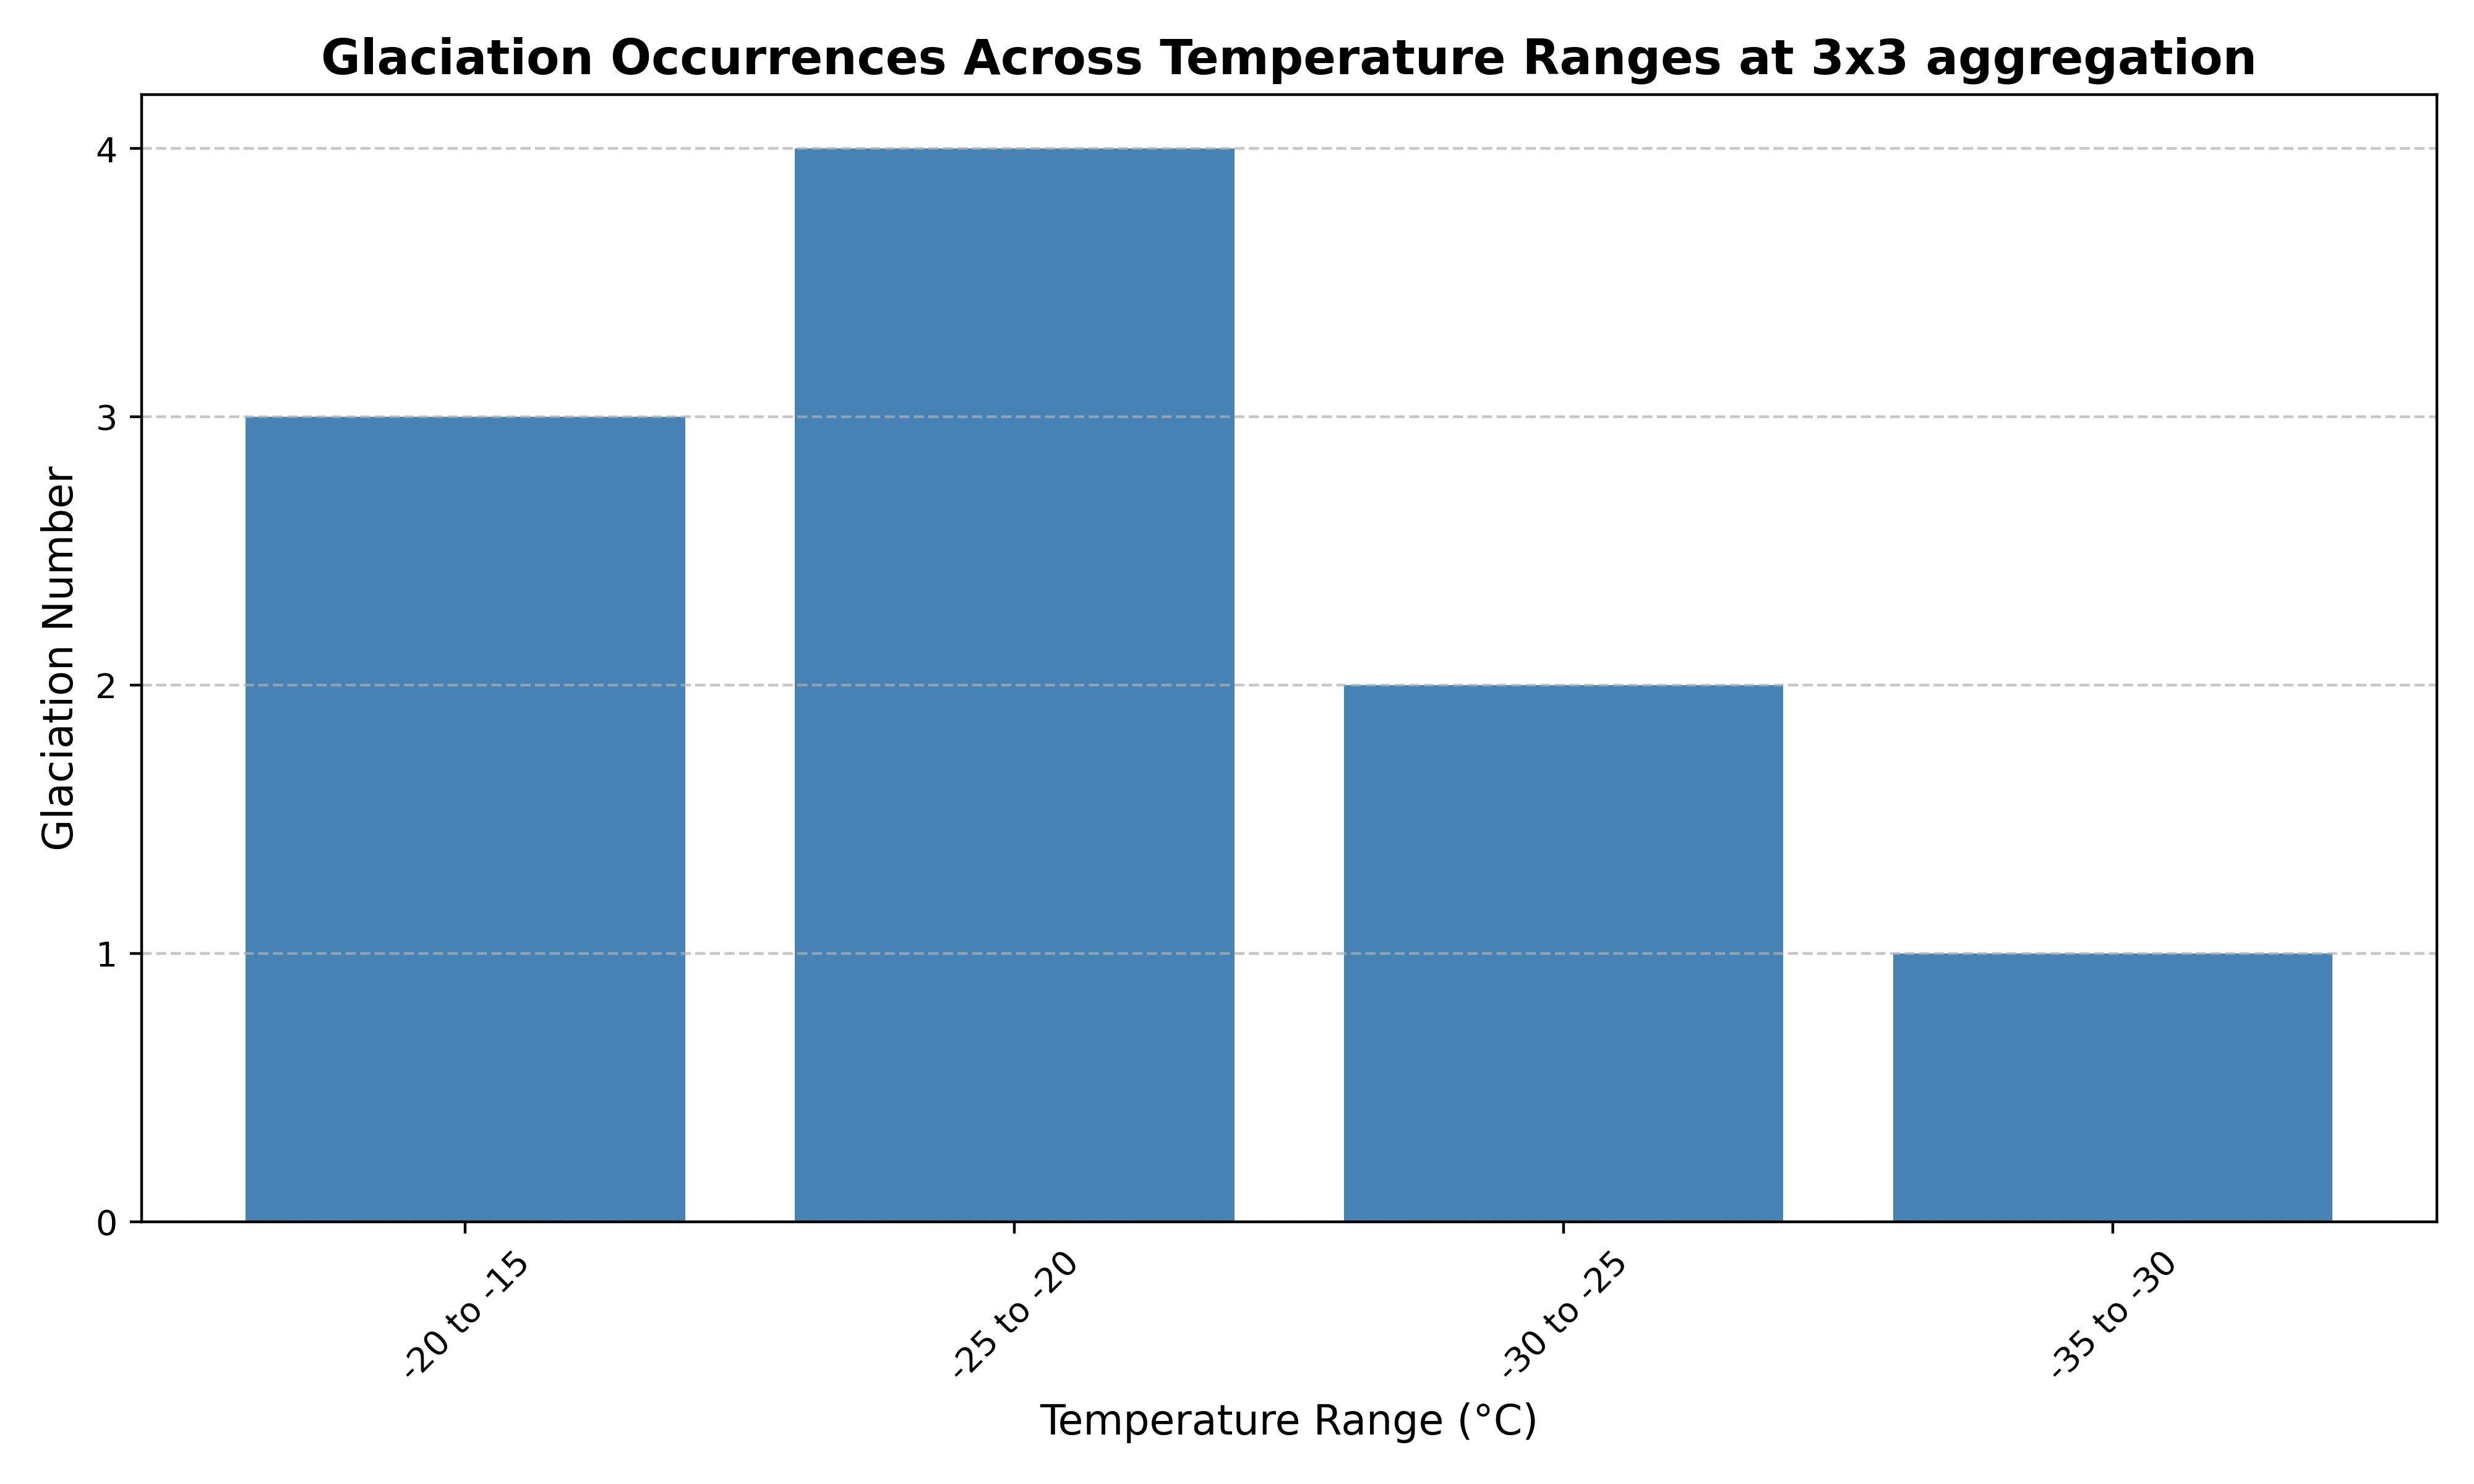 Glaciation Occurrences Across Temperature Ranges at 3x3 aggregation
Glaciation Number
4
3
2
1
0
-20 to -15
-25 to -20
-30 to -25
-35 to -30
Temperature Range (°C)